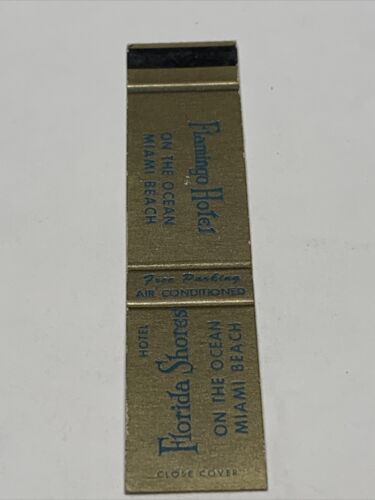 Flamingo Hotel
ON THE OCEAN
MIAMI BEACH
Free Parking
AIR CONDITIONED
HOTEL
Florida Shores
ON THE OCEAN
MIAMI BEACH
CLOSE COVER